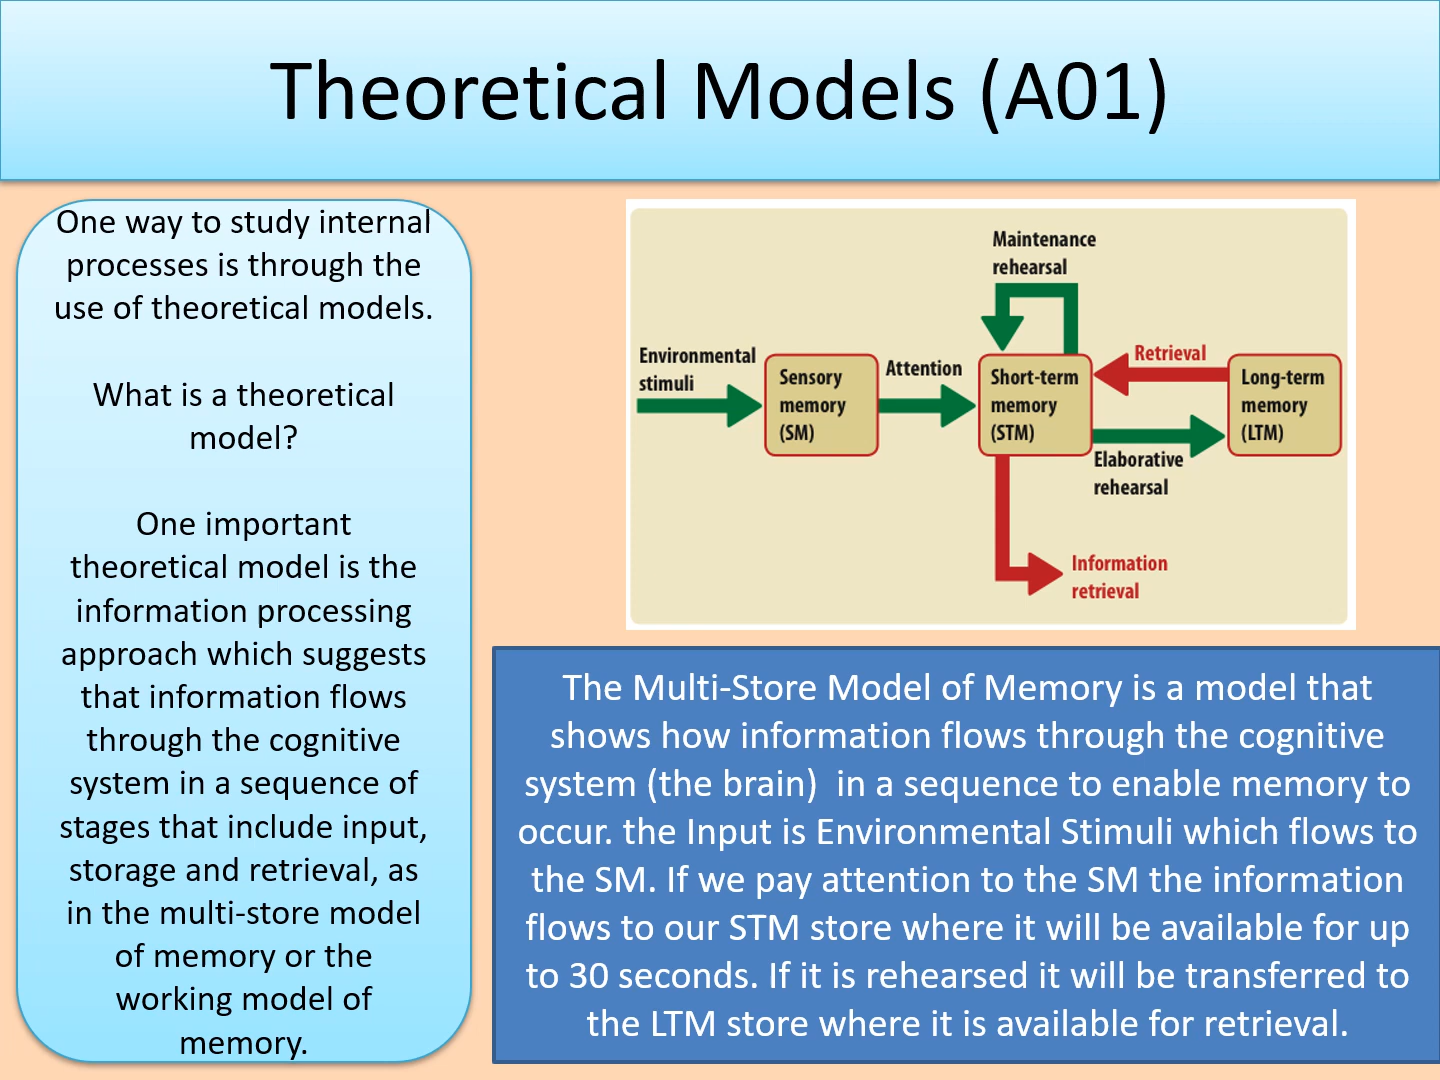 Theoretical Models (A01)
One way to study internal
processes is through the
use of theoretical models.
What is a theoretical
model?
One important
theoretical model is the
information processing
approach which suggests
that information flows
through the cognitive
system in a sequence of
stages that include input,
storage and retrieval, as
in the multi-store model
of memory or the
working model of
memory.
Maintenance
rehearsal
Environmental
stimuli
Sensory
memory
(SM)
Attention
Short-term
memory
(STM)
Retrieval
Elaborative
rehearsal
Long-term
memory
(LTM)
Information
retrieval
The Multi-Store Model of Memory is a model that
shows how information flows through the cognitive
system (the brain)  in a sequence to enable memory to
occur. the Input is Environmental Stimuli which flows to
the SM. If we pay attention to the SM the information
flows to our STM store where it will be available for up
to 30 seconds. If it is rehearsed it will be transferred to
the LTM store where it is available for retrieval.